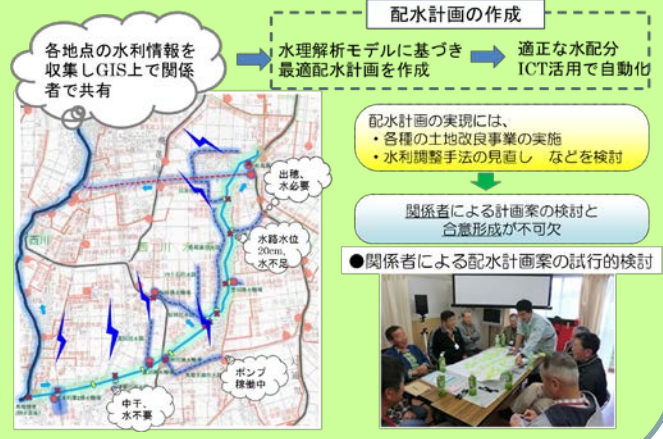 配水計画の作成
各地点の水利情報を
収集しGIS上で関係
者で共有
水理解析モデルに基づき
最適配水計画を作成
適正な水配分
ICT活用で自動化
配水計画の実現には、
・各種の土地改良事業の実施
・水利調整手法の見直し などを検討
関係者による計画案の検討と
合意形成が不可欠
●関係者による配水計画案の試行的検討
出穂、
水必要
水路水位
20cm、
水不足
西川
西川
ポンプ
稼働中
中干、
水不要